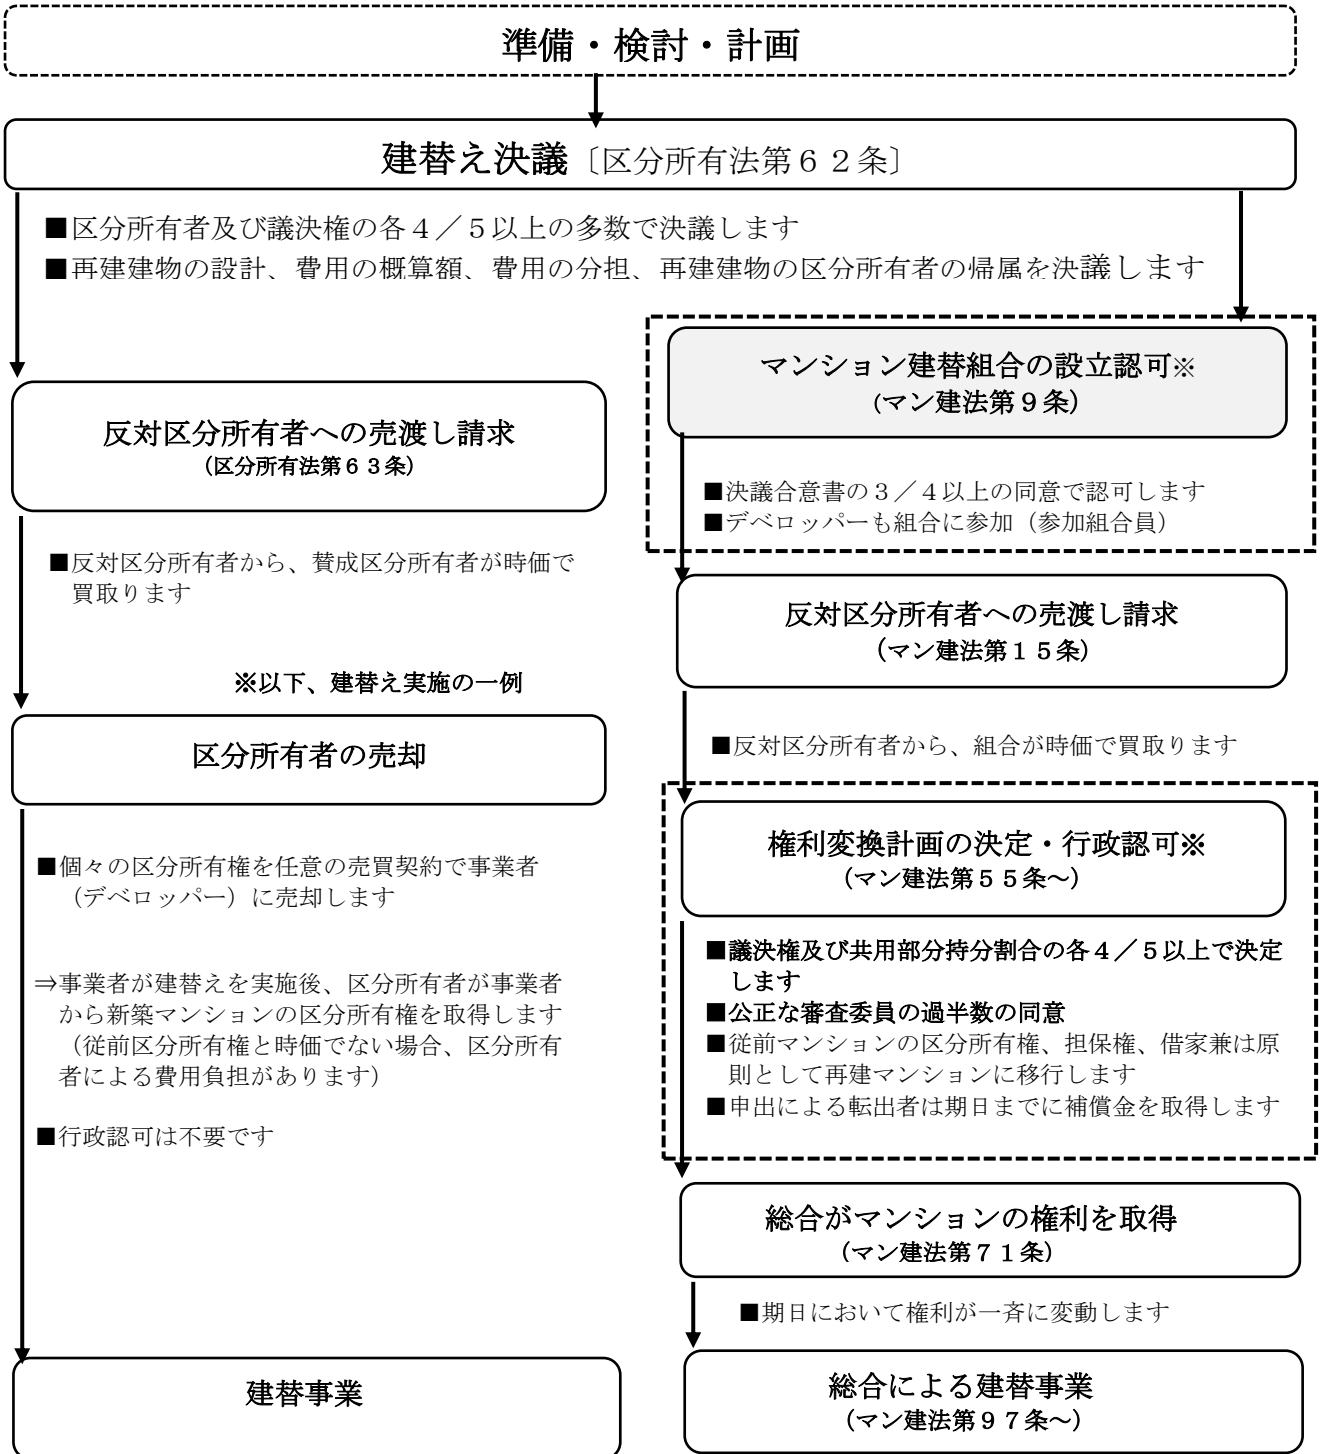 準備・検討・計画
建替え決議〔区分所有法第６２条〕
■区分所有者及び議決権の各４／５以上の多数で決議します
■再建建物の設計、費用の概算額、費用の分担、再建建物の区分所有者の帰属を決議します
反対区分所有者への売渡し請求
（区分所有法第６３条）
■反対区分所有者から、賛成区分所有者が時価で
買取ります
※以下、建替え実施の一例
区分所有者の売却
■個々の区分所有権を任意の売買契約で事業者
（デベロッパー）に売却します
⇒事業者が建替えを実施後、区分所有者が事業者
から新築マンションの区分所有権を取得します
（従前区分所有権と時価でない場合、区分所有
者による費用負担があります）
■行政認可は不要です
建替事業
マンション建替組合の設立認可※
(マン建法第９条）
■決議合意書の３／４以上の同意で認可します
■デベロッパーも組合に参加（参加組合員）
反対区分所有者への売渡し請求
（マン建法第１５条）
■反対区分所有者から、組合が時価で買取ります
権利変換計画の決定・行政認可※
（マン建法第５５条～）
■議決権及び共用部分持分割合の各４／５以上で決定
します
■公正な審査委員の過半数の同意
■従前マンションの区分所有権、担保権、借家兼は原
則として再建マンションに移行します
■申出による転出者は期日までに補償金を取得します
総合がマンションの権利を取得
（マン建法第７１条）
■期日において権利が一斉に変動します
総合による建替事業
（マン建法第９７条～）